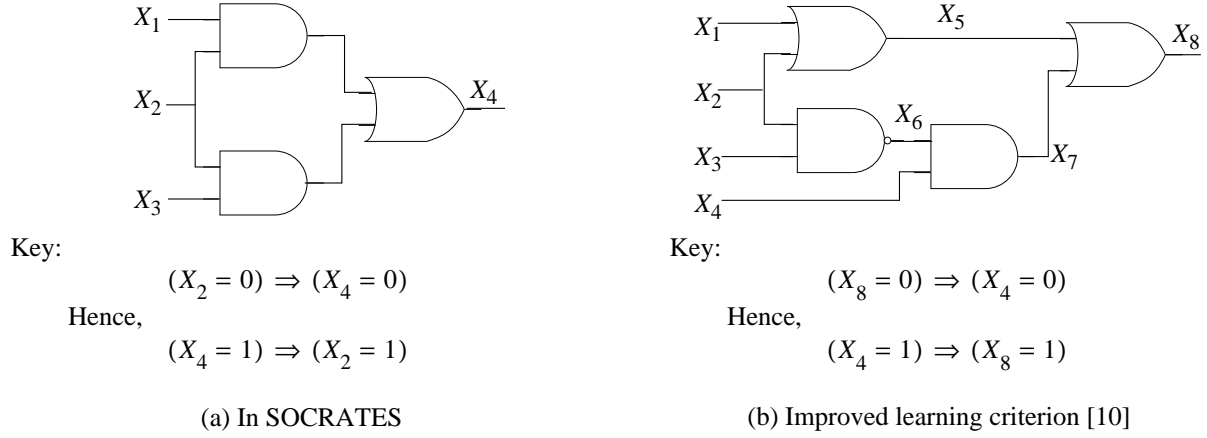 X1
X2
X3
X4
Key:
(X2 = 0) ⇒ (X4 = 0)
Hence,
(X4 = 1) ⇒ (X2 = 1)
(a) In SOCRATES
X1
X2
X3
X4
X5
X6
X7
X8
Key:
(X8 = 0) ⇒ (X4 = 0)
Hence,
(X4 = 1) ⇒ (X8 = 1)
(b) Improved learning criterion [10]